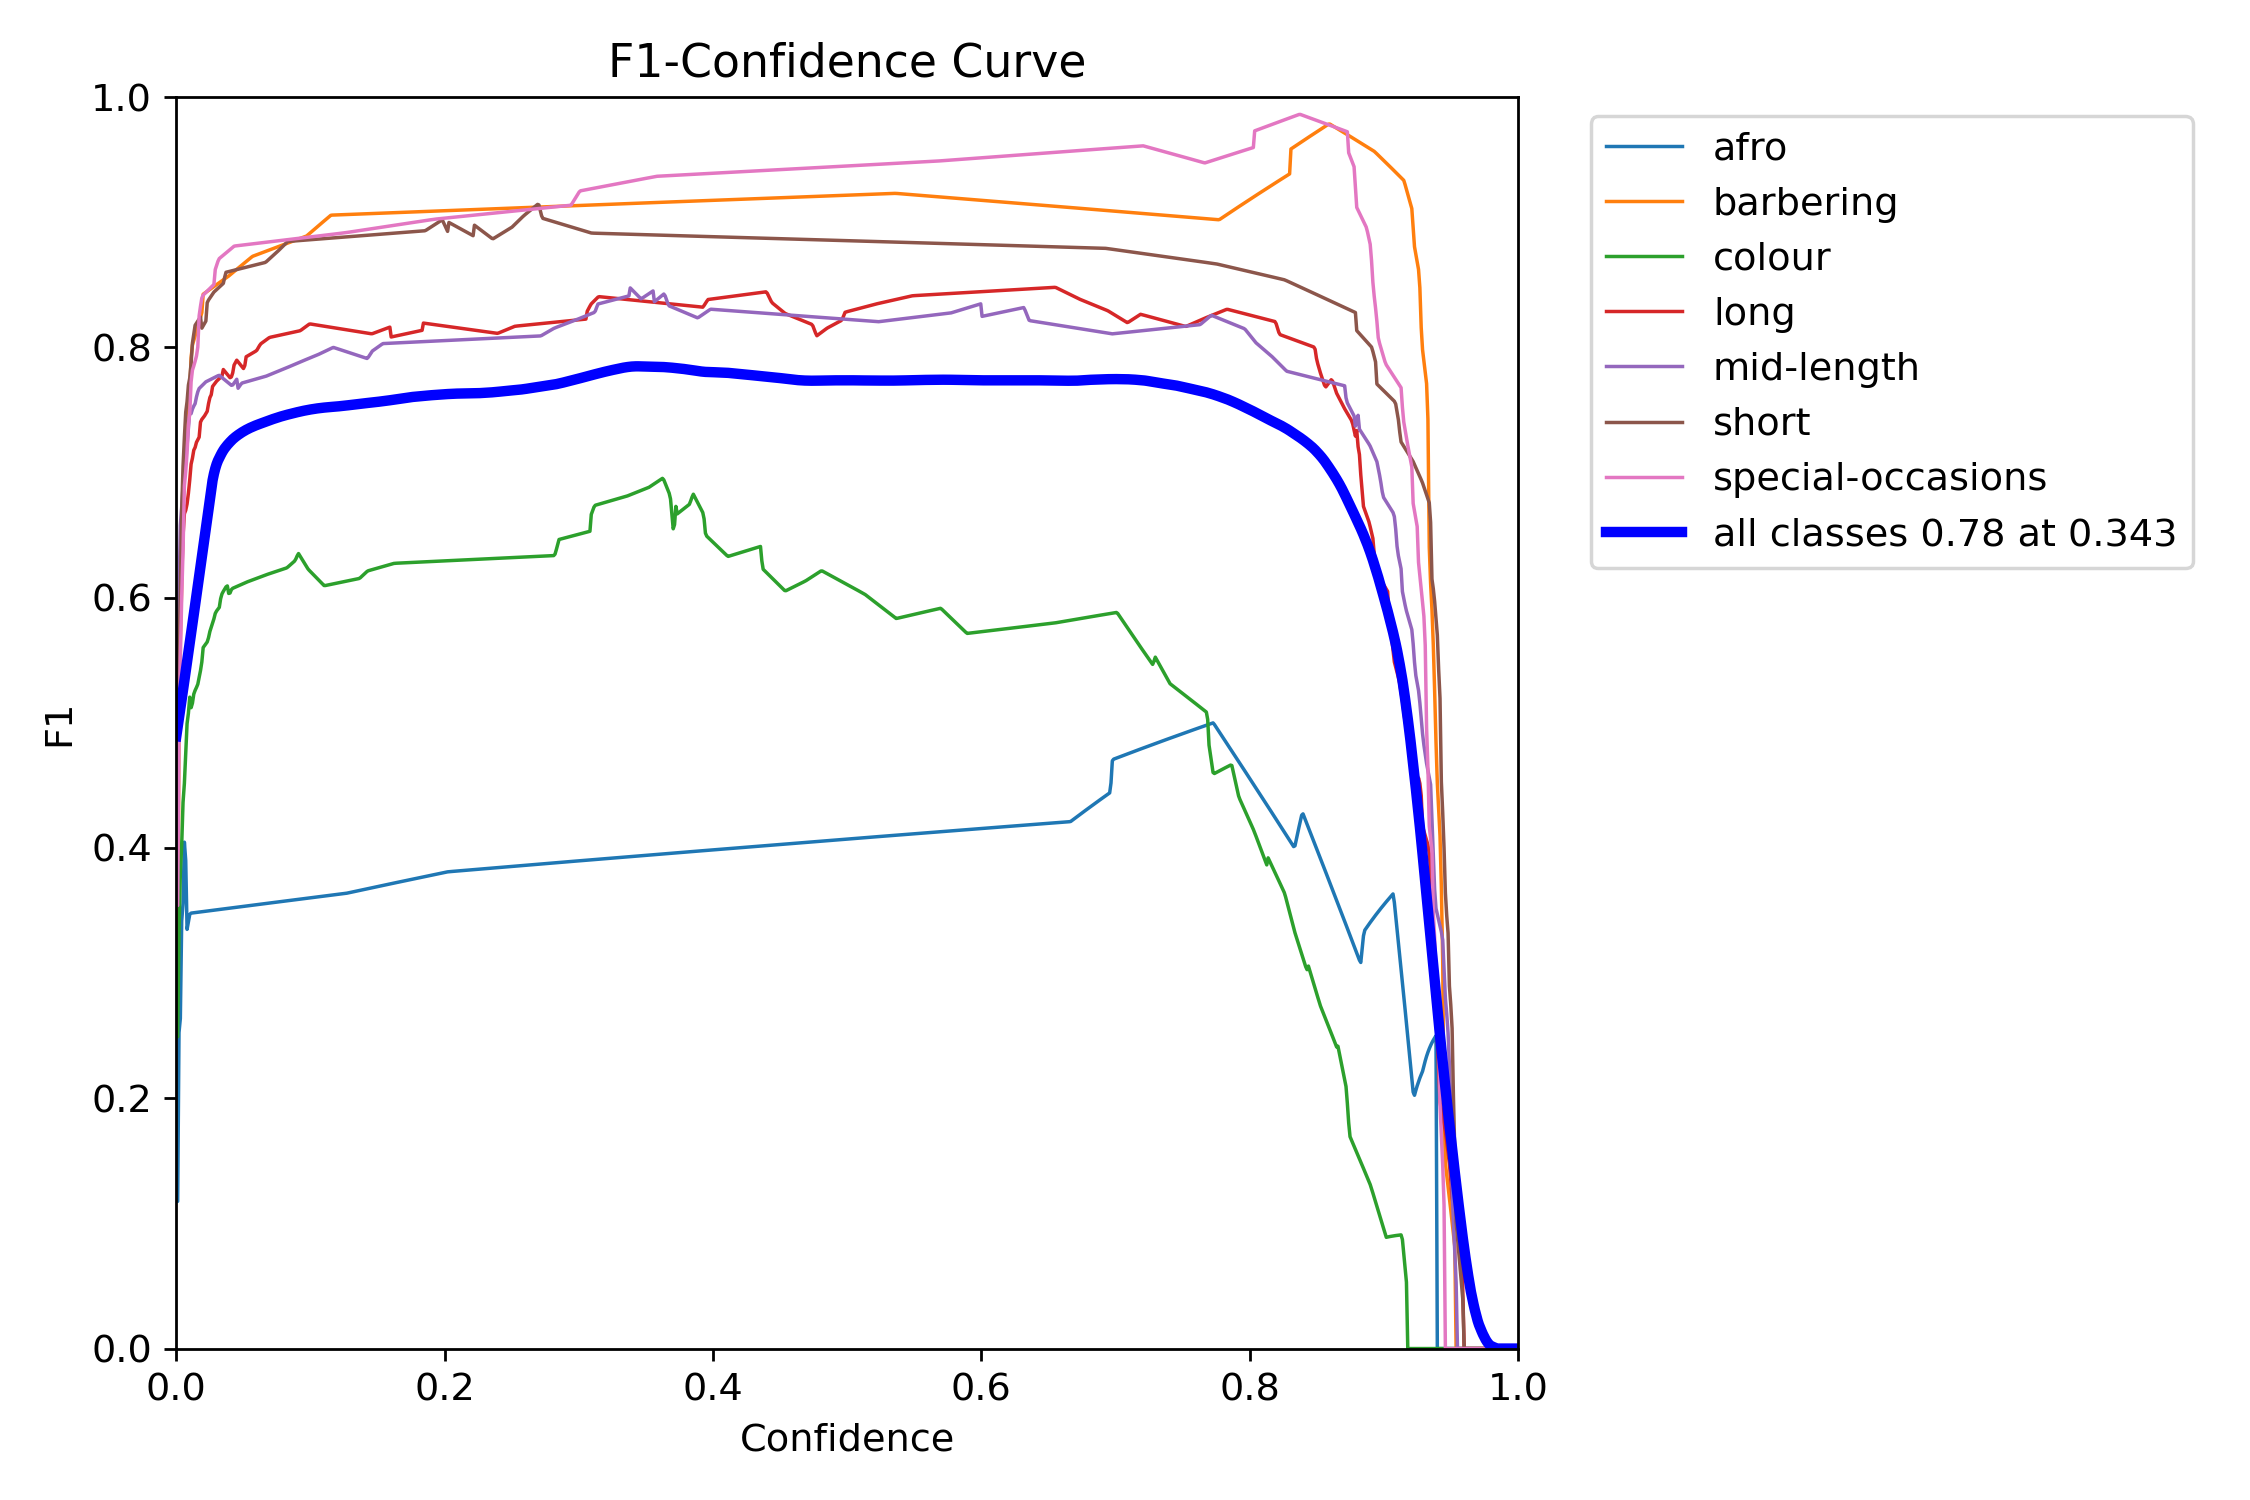 F1-Confidence Curve
1.0
0.8
0.6
0.4
0.2
0.0
F1
0.0 0.2 0.4 0.6 0.8 1.0
Confidence
afro
barbering
colour
long
mid-length
short
special-occasions
all classes 0.78 at 0.343